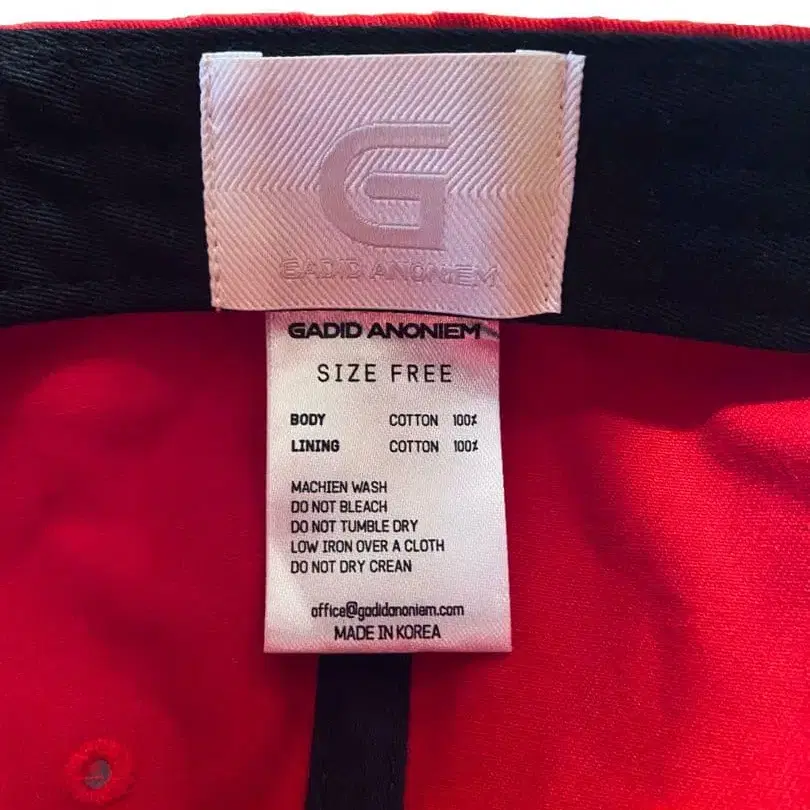 G
GADID ANONIEM
GADID ANONIEM
SIZE FREE
BODY COTTON 100%
LINING COTTON 100%
MACHIEN WASH
DO NOT BLEACH
DO NOT TUMBLE DRY
LOW IRON OVER A CLOTH
DO NOT DRY CREAN
office@gadidanoniem.com
MADE IN KOREA